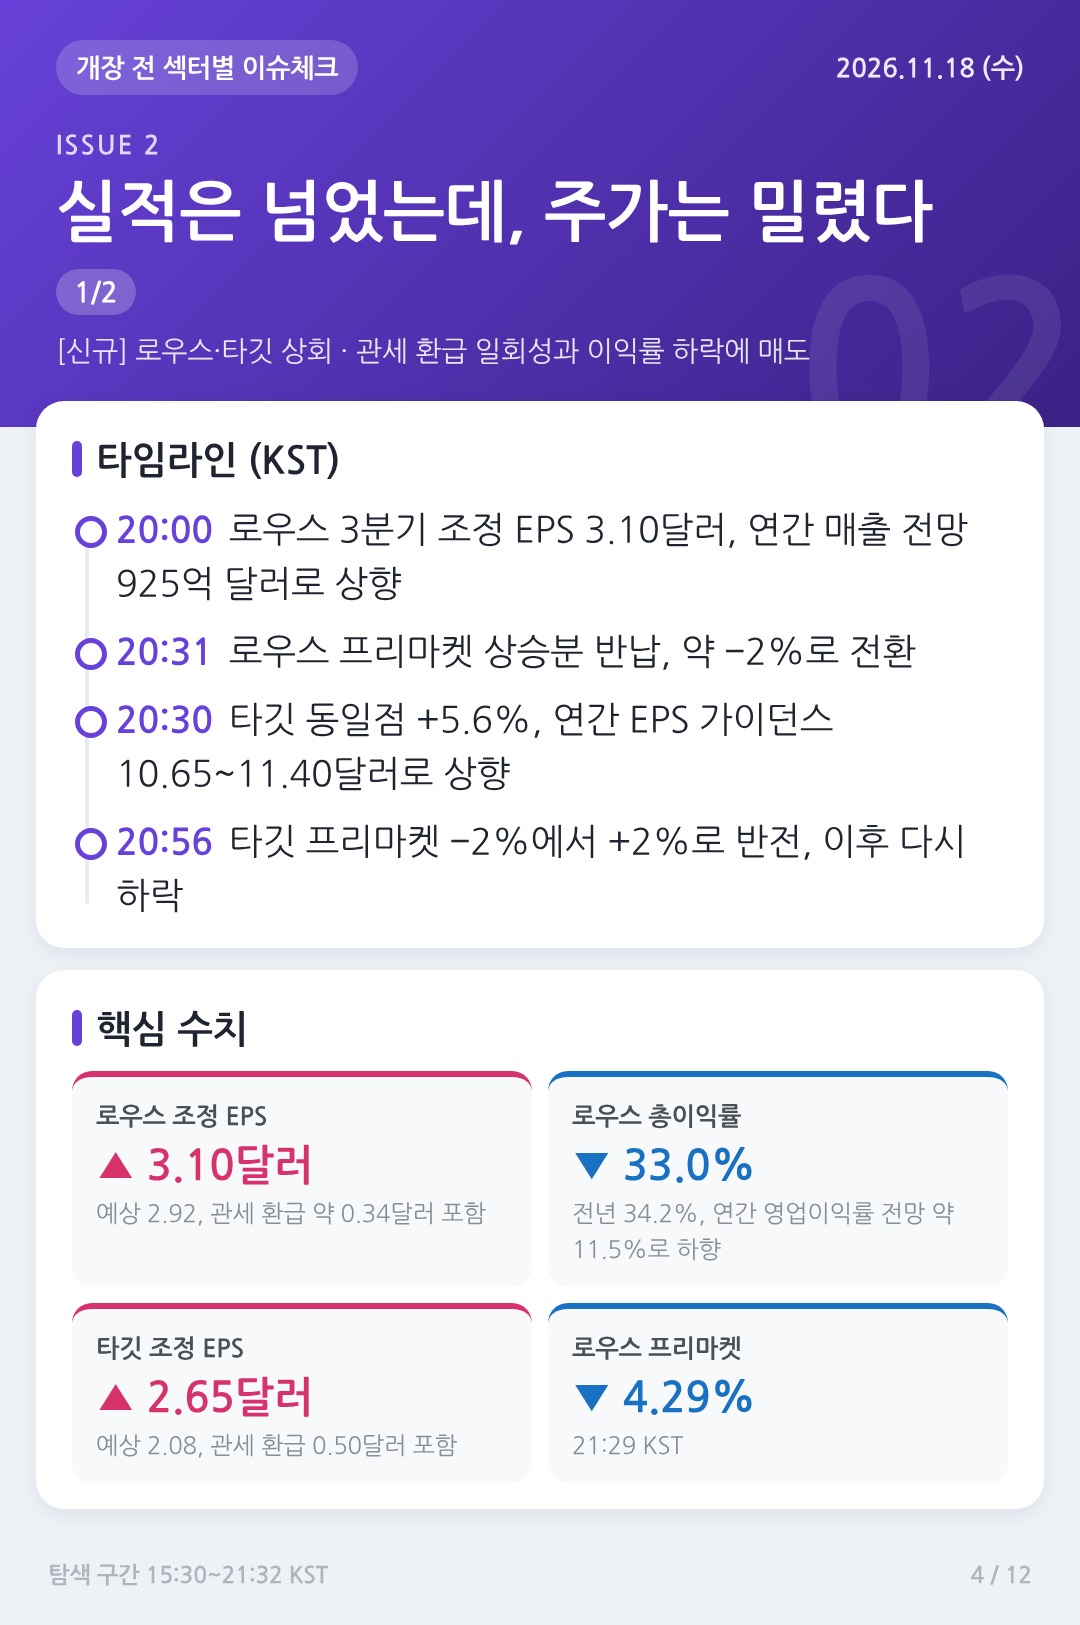 개장 전 섹터별 이슈체크
2026.11.18 (수)
ISSUE 2
실적은 넘었는데, 주가는 밀렸다
1/2
[신규] 로우스·타깃 상회 · 관세 환급 일회성과 이익률 하락에 매도
02
타임라인 (KST)
20:00 로우스 3분기 조정 EPS 3.10달러, 연간 매출 전망
925억 달러로 상향
20:31 로우스 프리마켓 상승분 반납, 약 −2%로 전환
20:30 타깃 동일점 +5.6%, 연간 EPS 가이던스
10.65~11.40달러로 상향
20:56 타깃 프리마켓 −2%에서 +2%로 반전, 이후 다시
하락
핵심 수치
로우스 조정 EPS
▲ 3.10달러
예상 2.92, 관세 환급 약 0.34달러 포함
로우스 총이익률
▼ 33.0%
전년 34.2%, 연간 영업이익률 전망 약
11.5%로 하향
타깃 조정 EPS
▲ 2.65달러
예상 2.08, 관세 환급 0.50달러 포함
로우스 프리마켓
▼ 4.29%
21:29 KST
탐색 구간 15:30~21:32 KST
4 / 12